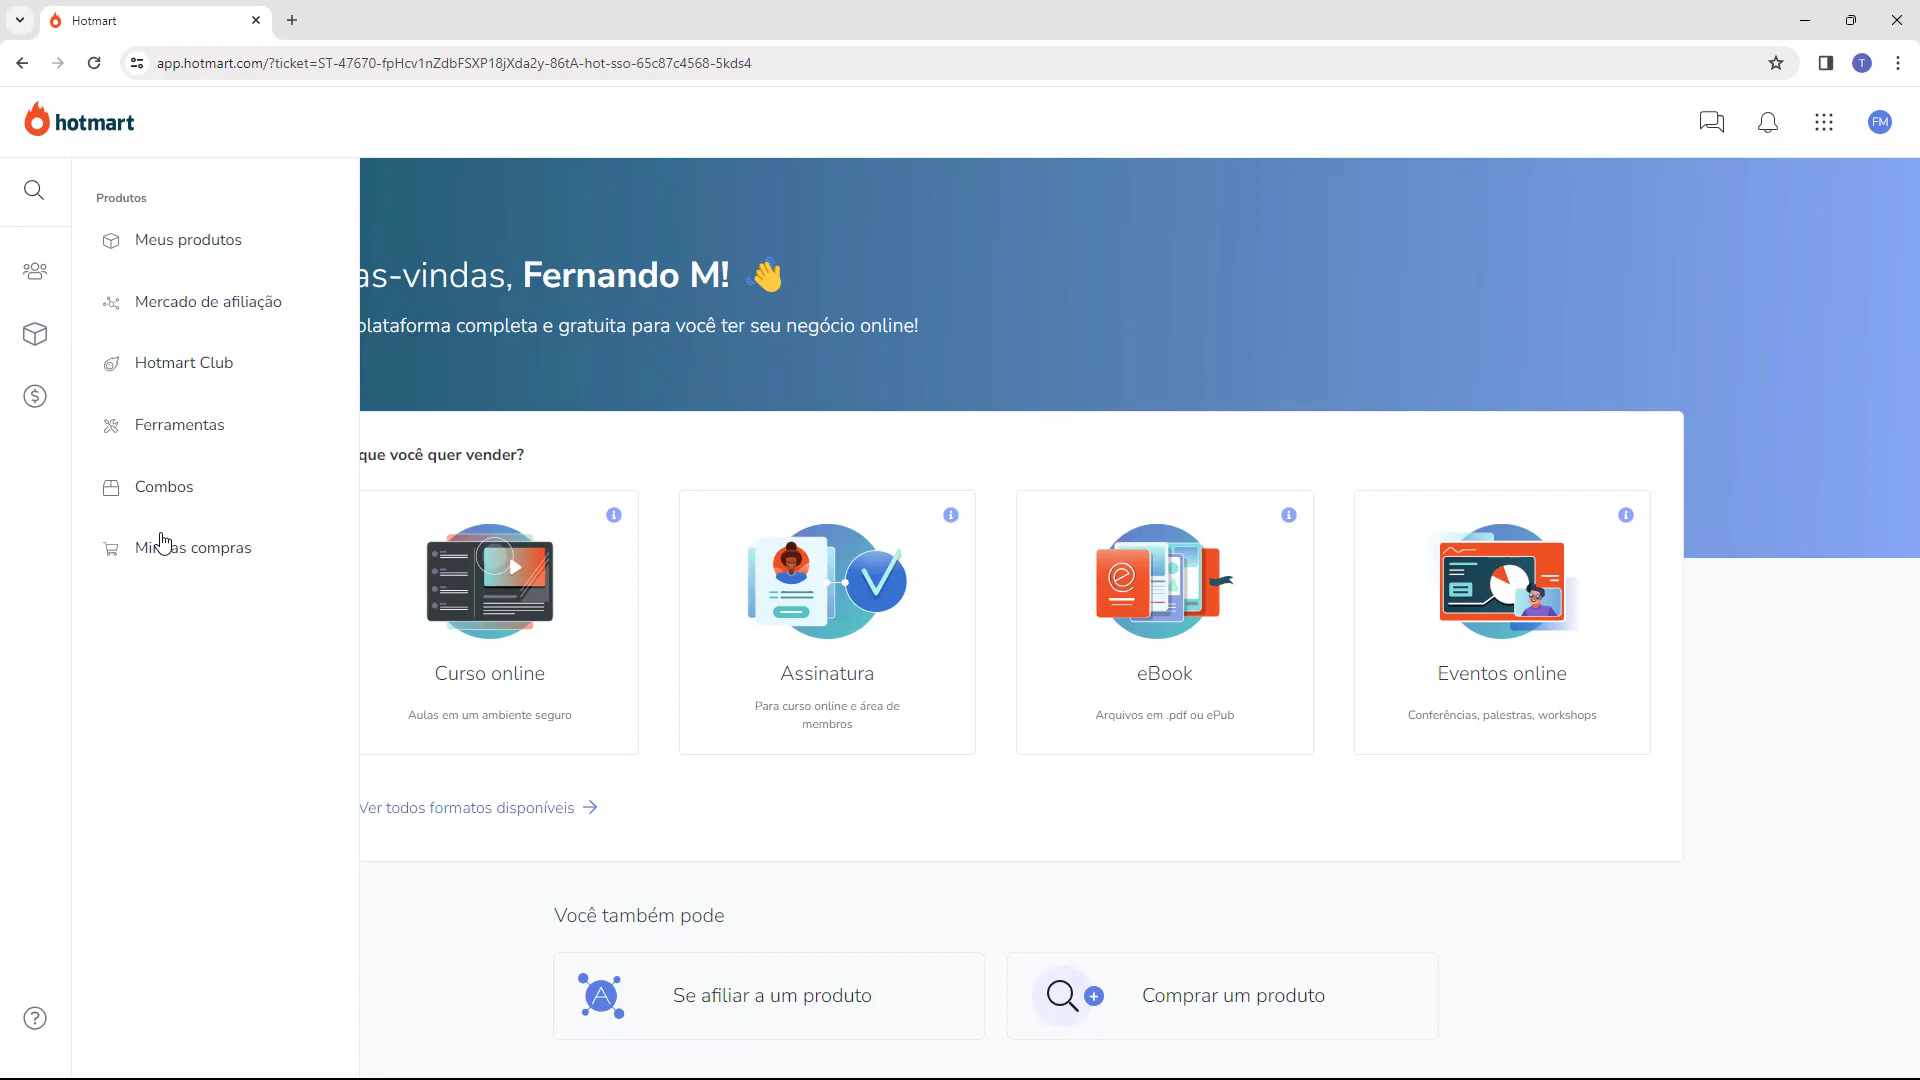 Hotmart
app.hotmart.com/?ticket=ST-47670-fpHcv1nZdbFSXP18jXda2y-86tA-hot-sso-65c87c4568-5kds4
T
hotmart
FM
Produtos
Meus produtos
Mercado de afiliação
Hotmart Club
Ferramentas
Combos
compras
as-vindas, Fernando M!
plataforma completa e gratuita para você ter seu negócio online!
que você quer vender?
Curso online
Aulas em um ambiente seguro
Assinatura
Para curso online e área de
membros
eBook
Arquivos em .pdf ou ePub
Eventos online
Conferências, palestras, workshops
Ver todos formatos disponíveis
Você também pode
Se afiliar a um produto
Comprar um produto